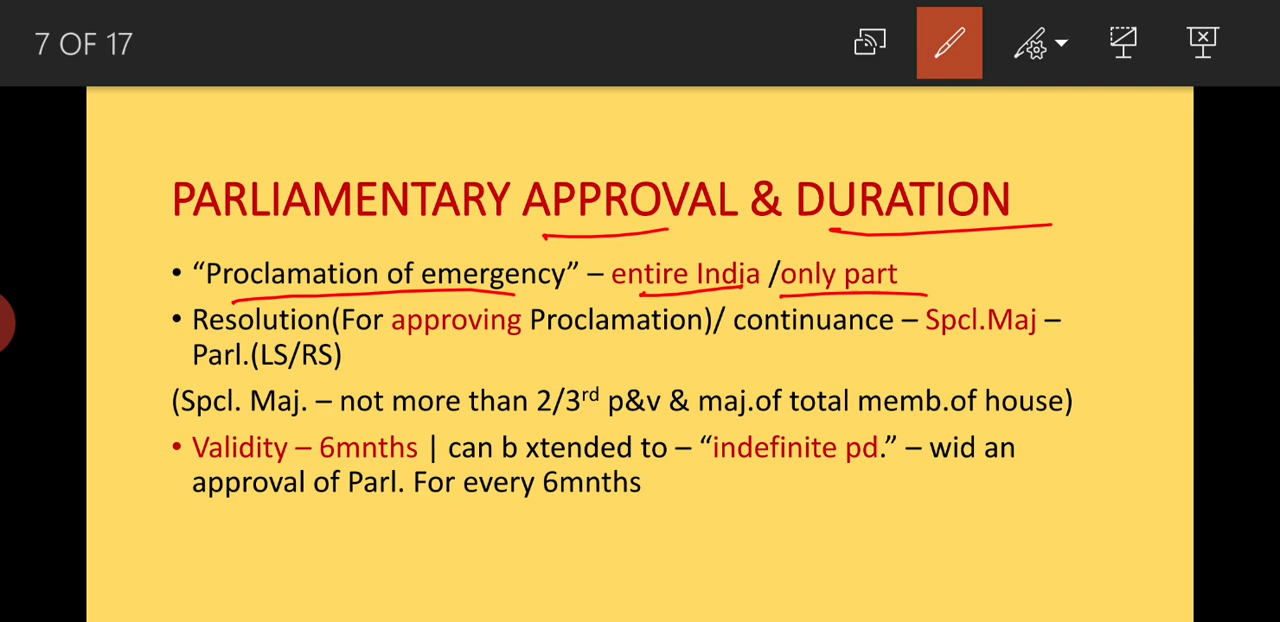 7 OF 17
PARLIAMENTARY APPROVAL & DURATION
• “Proclamation of emergency” – entire India /only part
• Resolution(For approving Proclamation)/ continuance – Spcl.Maj –
Parl.(LS/RS)
(Spcl. Maj. – not more than 2/3rd p&v & maj.of total memb.of house)
• Validity – 6mnths | can b xtended to – “indefinite pd.” – wid an
approval of Parl. For every 6mnths